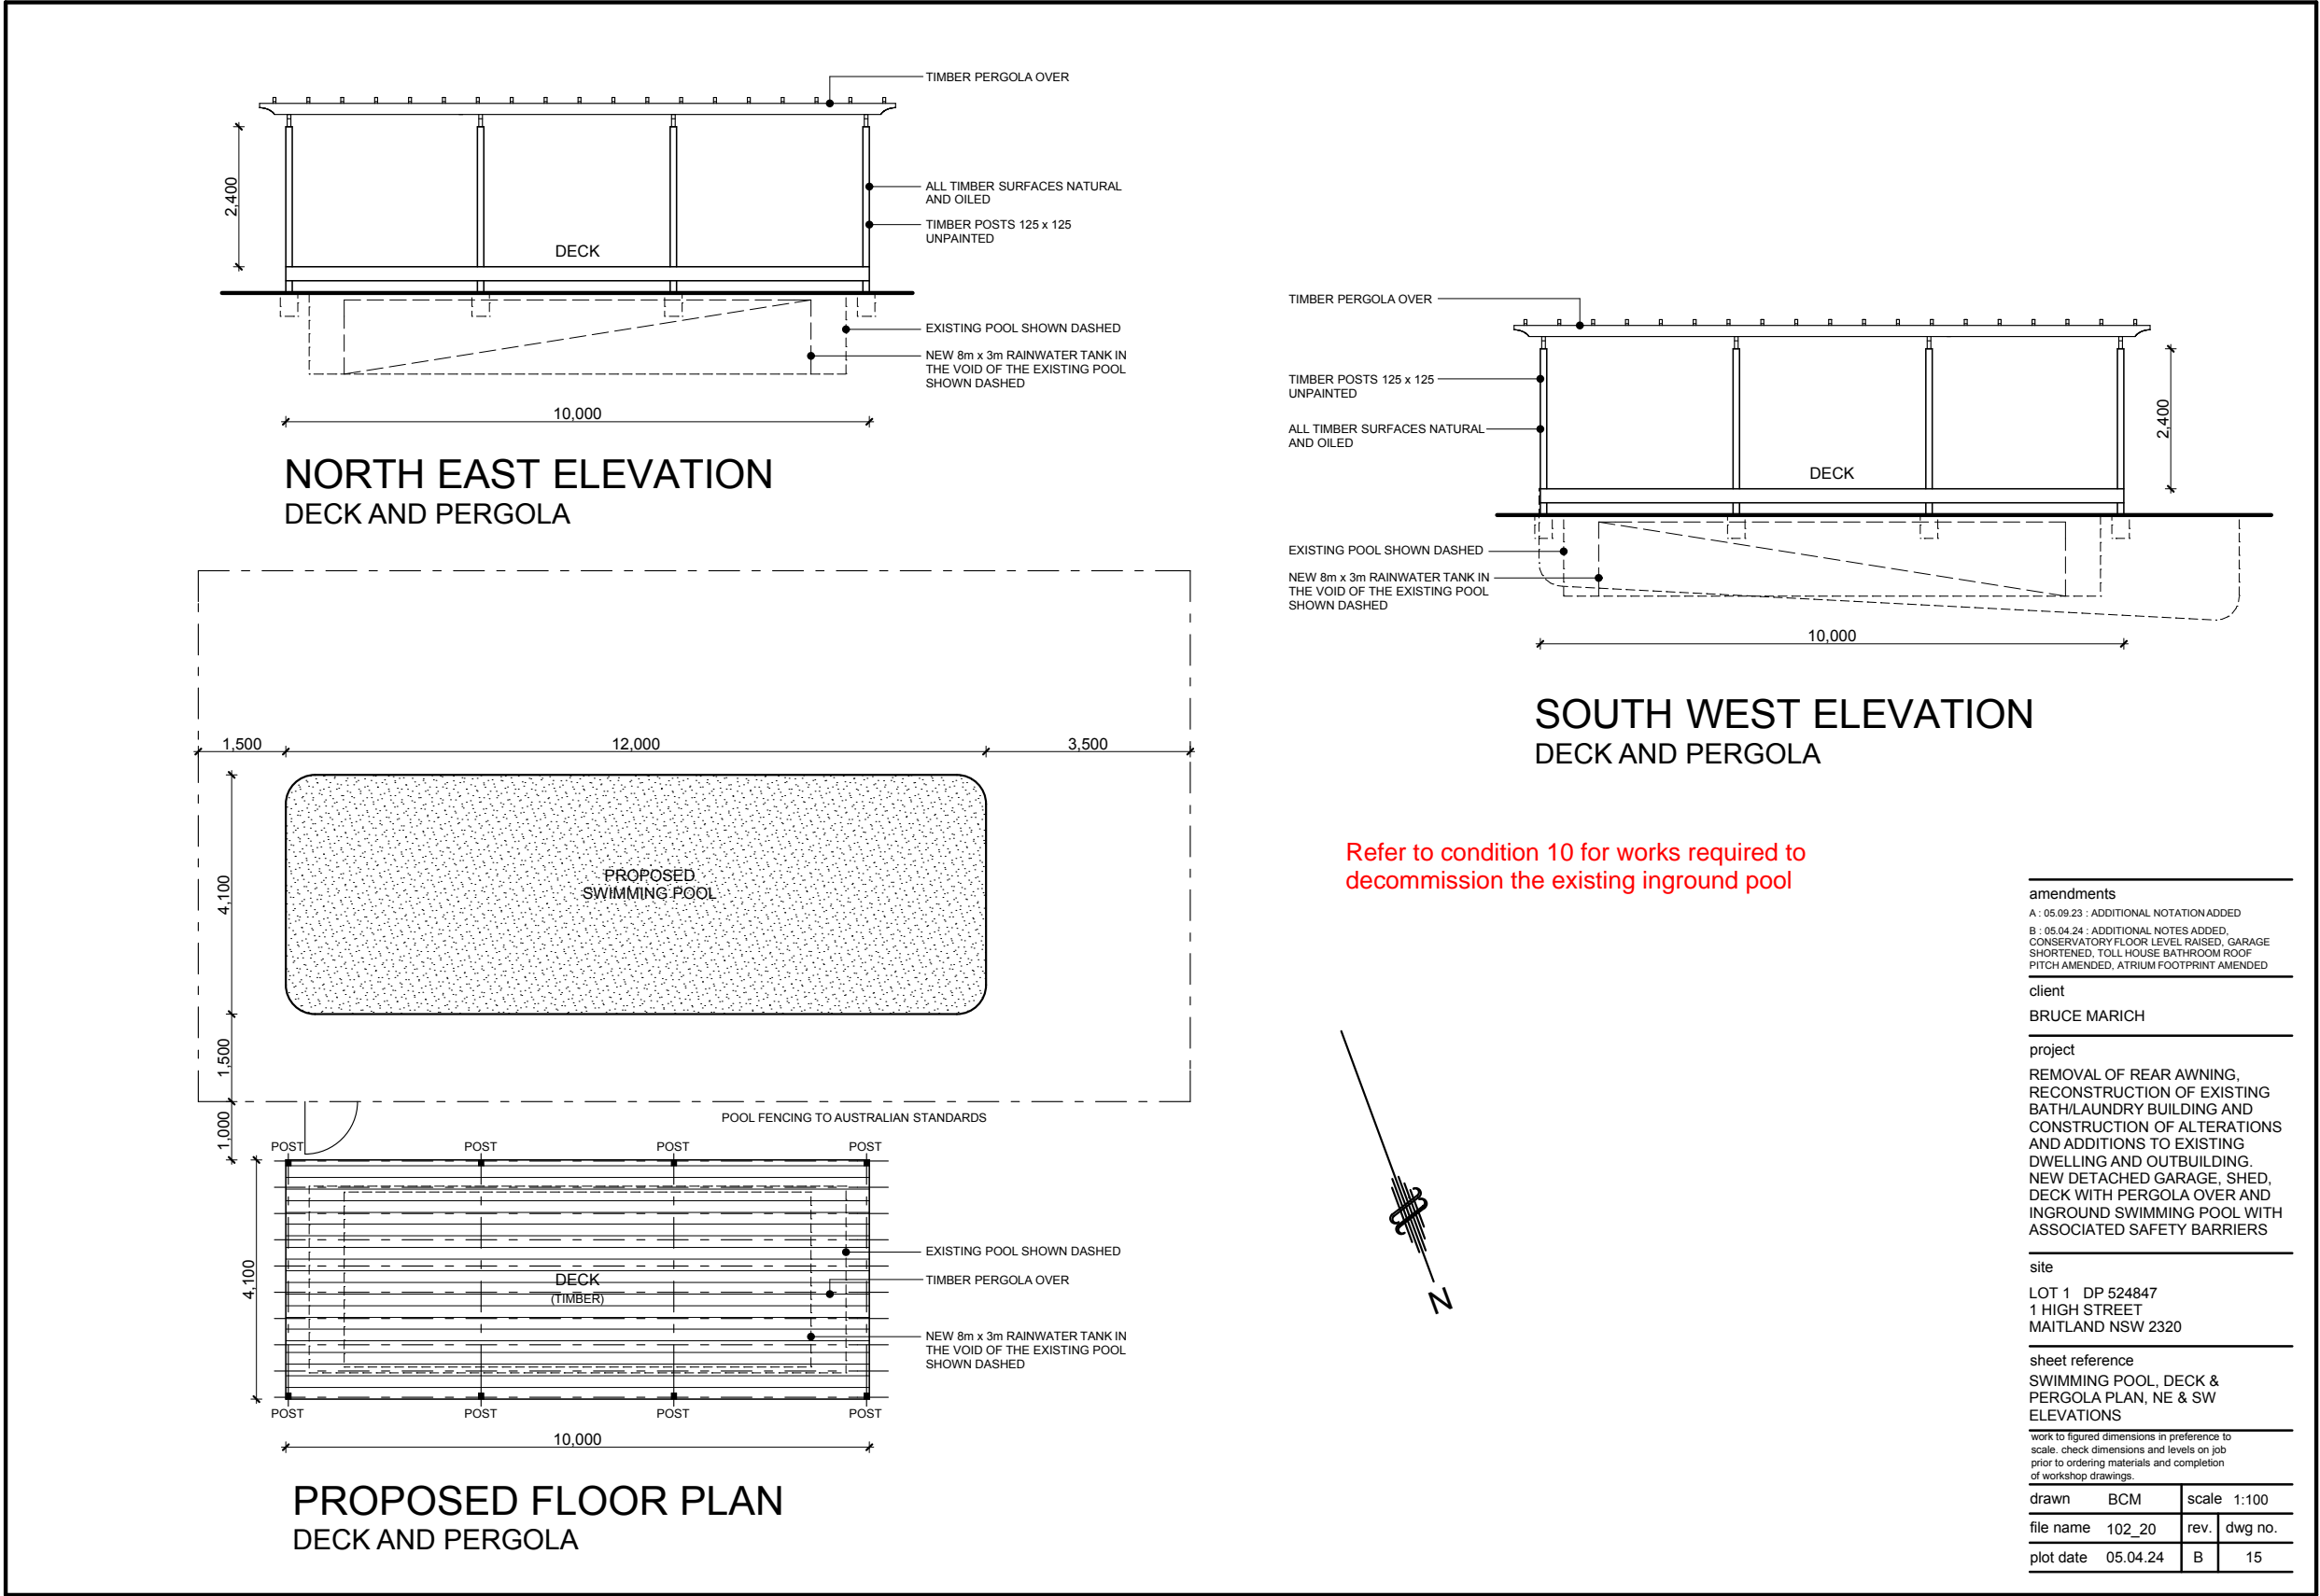 TIMBER PERGOLA OVER
2,400
ALL TIMBER SURFACES NATURAL
AND OILED
TIMBER POSTS 125 x 125
UNPAINTED
DECK
EXISTING POOL SHOWN DASHED
NEW 8m x 3m RAINWATER TANK IN
THE VOID OF THE EXISTING POOL
SHOWN DASHED
10,000
NORTH EAST ELEVATION
DECK AND PERGOLA
TIMBER PERGOLA OVER
TIMBER POSTS 125 x 125
UNPAINTED
ALL TIMBER SURFACES NATURAL
AND OILED
2,400
DECK
EXISTING POOL SHOWN DASHED
NEW 8m x 3m RAINWATER TANK IN
THE VOID OF THE EXISTING POOL
SHOWN DASHED
10,000
SOUTH WEST ELEVATION
DECK AND PERGOLA
1,500
12,000
3,500
4,100
PROPOSED
SWIMMING POOL
1,500
1,000
POOL FENCING TO AUSTRALIAN STANDARDS
POST
POST
POST
POST
4,100
DECK
(TIMBER)
EXISTING POOL SHOWN DASHED
TIMBER PERGOLA OVER
NEW 8m x 3m RAINWATER TANK IN
THE VOID OF THE EXISTING POOL
SHOWN DASHED
POST
POST
POST
POST
10,000
PROPOSED FLOOR PLAN
DECK AND PERGOLA
Refer to condition 10 for works required to
decommission the existing inground pool
N
amendments
A : 05.09.23 : ADDITIONAL NOTATION ADDED
B : 05.04.24 : ADDITIONAL NOTES ADDED,
CONSERVATORY FLOOR LEVEL RAISED, GARAGE
SHORTENED, TOLL HOUSE BATHROOM ROOF
PITCH AMENDED, ATRIUM FOOTPRINT AMENDED
client
BRUCE MARICH
project
REMOVAL OF REAR AWNING,
RECONSTRUCTION OF EXISTING
BATH/LAUNDRY BUILDING AND
CONSTRUCTION OF ALTERATIONS
AND ADDITIONS TO EXISTING
DWELLING AND OUTBUILDING.
NEW DETACHED GARAGE, SHED,
DECK WITH PERGOLA OVER AND
INGROUND SWIMMING POOL WITH
ASSOCIATED SAFETY BARRIERS
site
LOT 1 DP 524847
1 HIGH STREET
MAITLAND NSW 2320
sheet reference
SWIMMING POOL, DECK &
PERGOLA PLAN, NE & SW
ELEVATIONS
work to figured dimensions in preference to
scale. check dimensions and levels on job
prior to ordering materials and completion
of workshop drawings.
drawn BCM scale 1:100
file name 102_20 rev. dwg no.
plot date 05.04.24 B 15